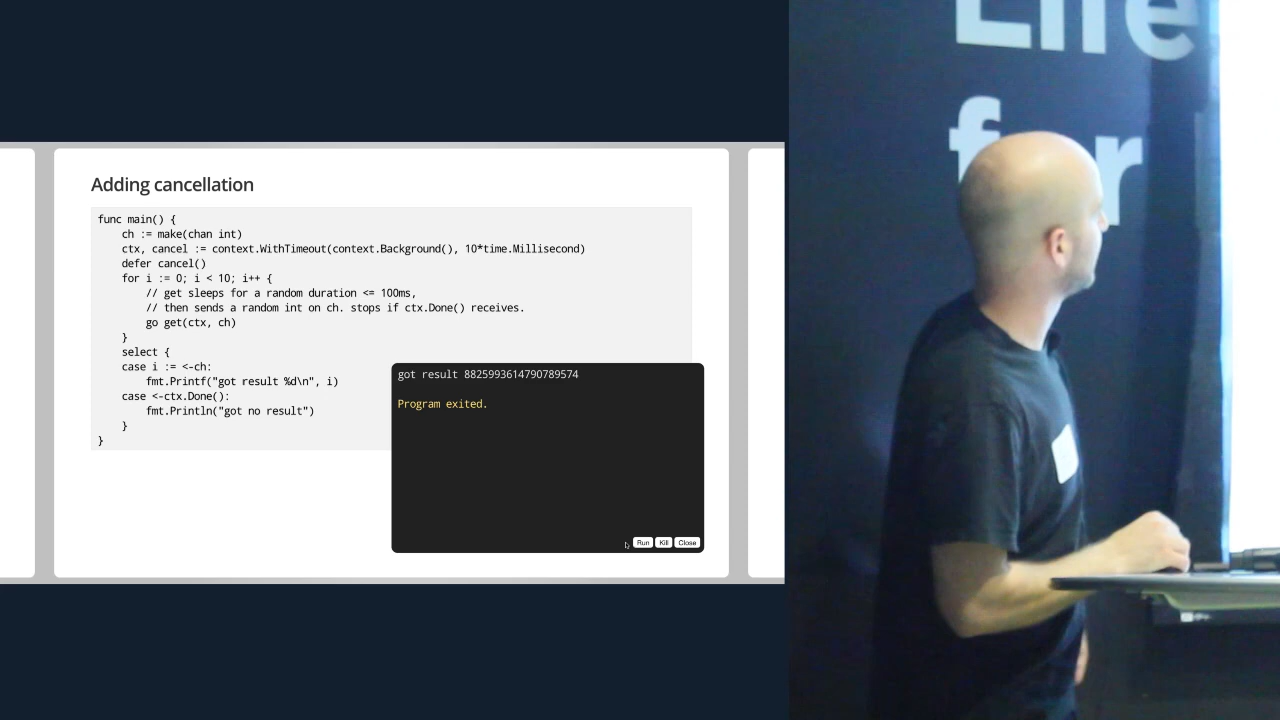 Adding cancellation
func main() {
    ch := make(chan int)
    ctx, cancel := context.WithTimeout(context.Background(), 10*time.Millisecond)
    defer cancel()
    for i := 0; i < 10; i++ {
        // get sleeps for a random duration <= 100ms,
        // then sends a random int on ch. stops if ctx.Done() receives.
        go get(ctx, ch)
    }
    select {
    case i := <-ch:
        fmt.Printf("got result %d\n", i)
    case <-ctx.Done():
        fmt.Println("got no result")
    }
}
got result 8825993614790789574
Program exited.
Run Kill Close
Life
for